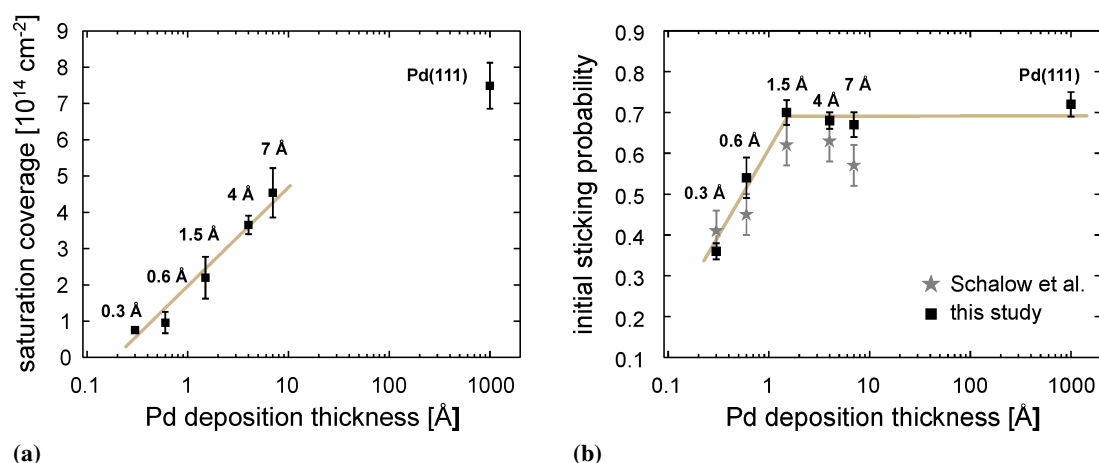 saturation coverage [10¹⁴ cm⁻²]
9
8
7
6
5
4
3
2
1
0
Pd(111)
7 Å
4 Å
1.5 Å
0.6 Å
0.3 Å
0.1 1 10 100 1000
Pd deposition thickness [Å]
(a)
initial sticking probability
0.9
0.8
0.7
0.6
0.5
0.4
0.3
0.2
0.1
Pd(111)
1.5 Å 4 Å 7 Å
0.6 Å
0.3 Å
Schalow et al.
this study
0.1 1 10 100 1000
Pd deposition thickness [Å]
(b)